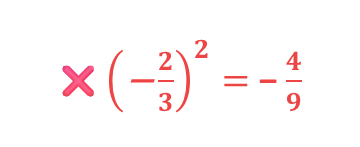 ❌ (−2/3)² = − 4/9